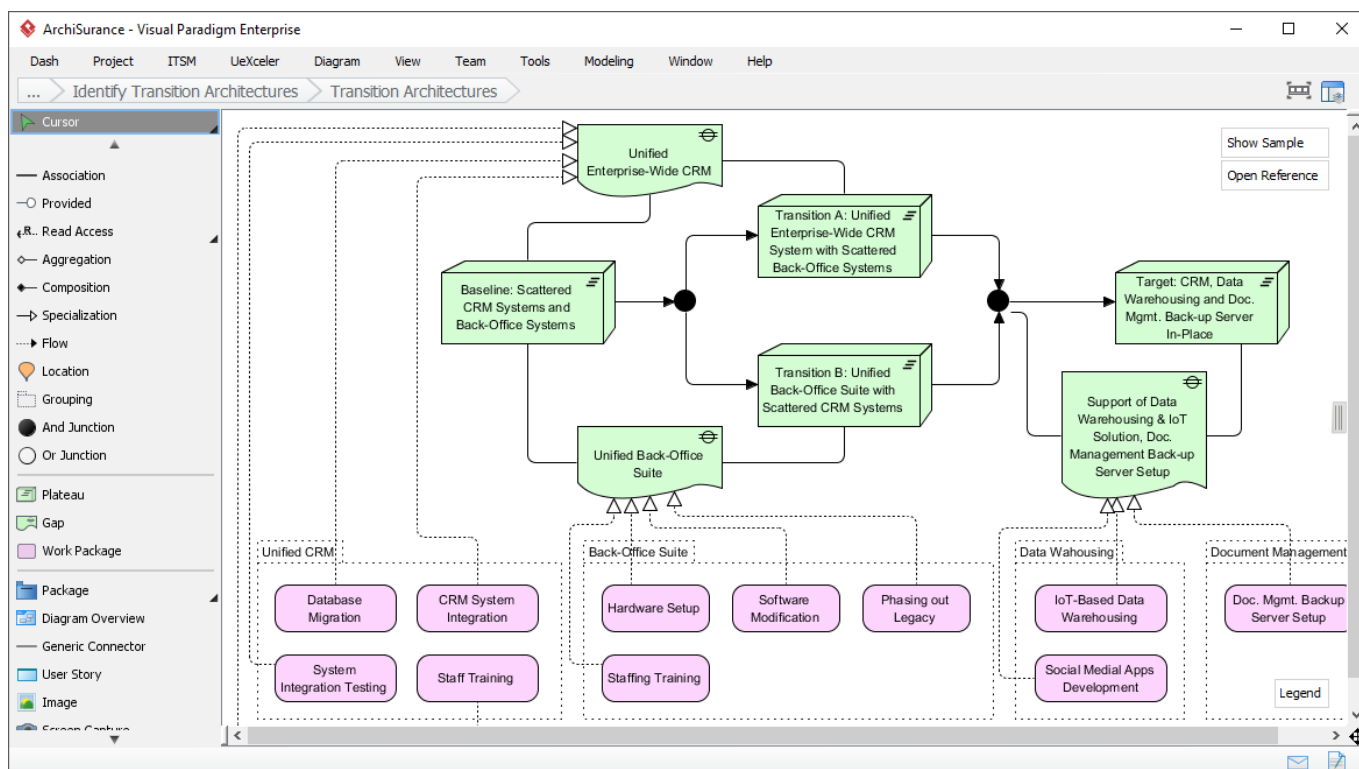 ArchiSurance - Visual Paradigm Enterprise
Dash Project ITSM UeXceler Diagram View Team Tools Modeling Window Help
... Identify Transition Architectures Transition Architectures
Cursor
Association
Provided
.R.. Read Access
Aggregation
Composition
Specialization
Flow
Location
Grouping
And Junction
Or Junction
Plateau
Gap
Work Package
Package
Diagram Overview
Generic Connector
User Story
Image
Screen Capture
Show Sample
Open Reference
Unified
Enterprise-Wide CRM
Transition A: Unified
Enterprise-Wide CRM
System with Scattered
Back-Office Systems
Baseline: Scattered
CRM Systems and
Back-Office Systems
Target: CRM, Data
Warehousing and Doc.
Mgmt. Back-up Server
In-Place
Transition B: Unified
Back-Office Suite with
Scattered CRM Systems
Unified Back-Office
Suite
Support of Data
Warehousing & IoT
Solution, Doc.
Management Back-up
Server Setup
Unified CRM
Database
Migration
CRM System
Integration
System
Integration Testing
Staff Training
Back-Office Suite
Hardware Setup
Software
Modification
Phasing out
Legacy
Staffing Training
Data Wahousing
IoT-Based Data
Warehousing
Social Medial Apps
Development
Document Management
Doc. Mgmt. Backup
Server Setup
Legend